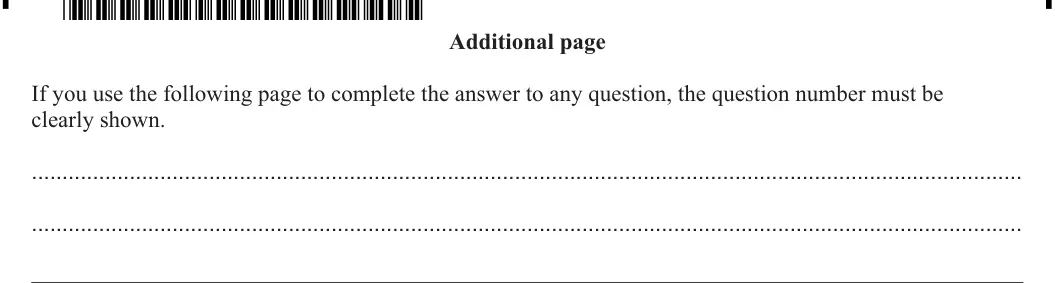 Additional page
If you use the following page to complete the answer to any question, the question number must be
clearly shown.